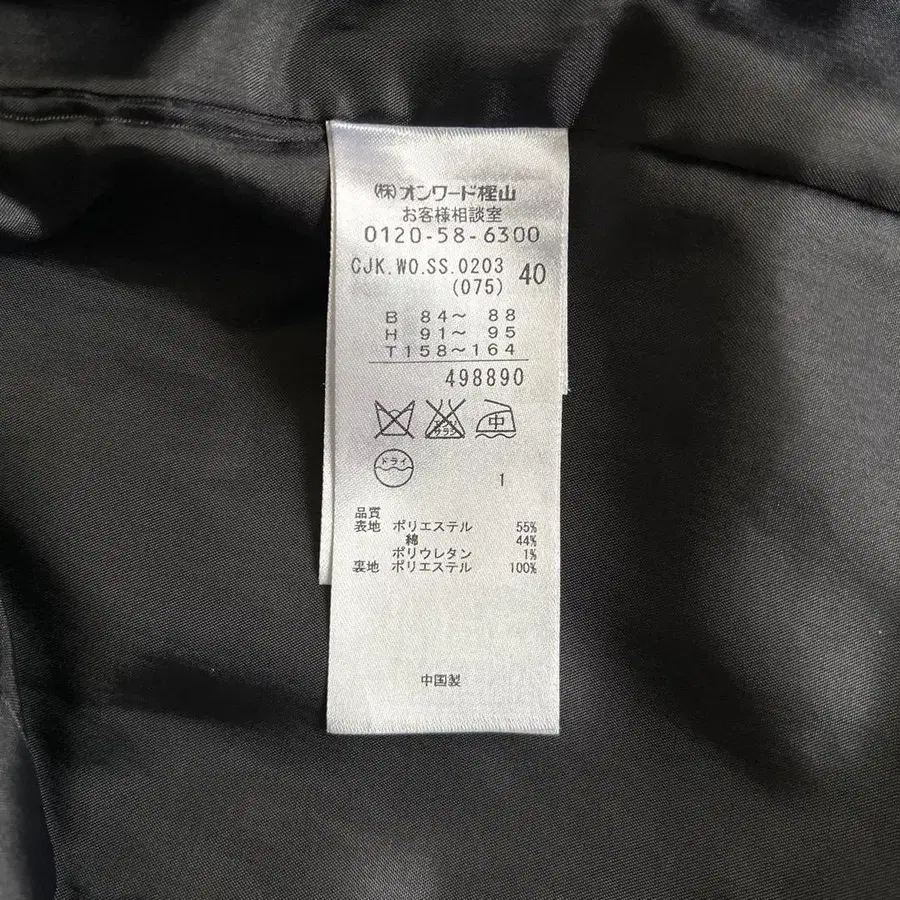 (株)オンワード樫山
お客様相談室
0120-58-6300
CJK.WO.SS.0203 40
(075)
B 84〜 88
H 91〜 95
T158〜164
498890
中
ドライ
1
品質
表地 ポリエステル 55%
綿 44%
ポリウレタン 1%
裏地 ポリエステル 100%
中国製